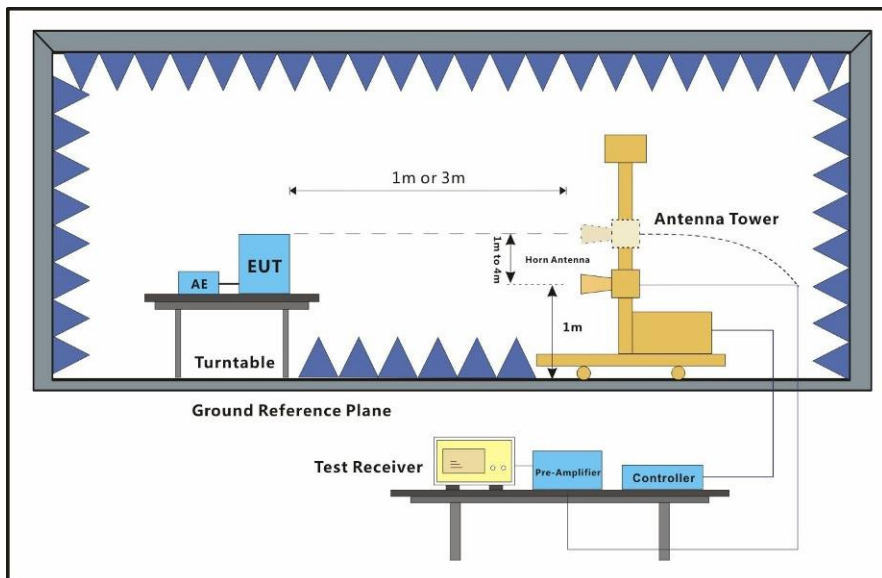 1m or 3m
Antenna Tower
1m to 4m
Horn Antenna
EUT
AE
1m
Turntable
Ground Reference Plane
Test Receiver
Pre-Amplifier
Controller